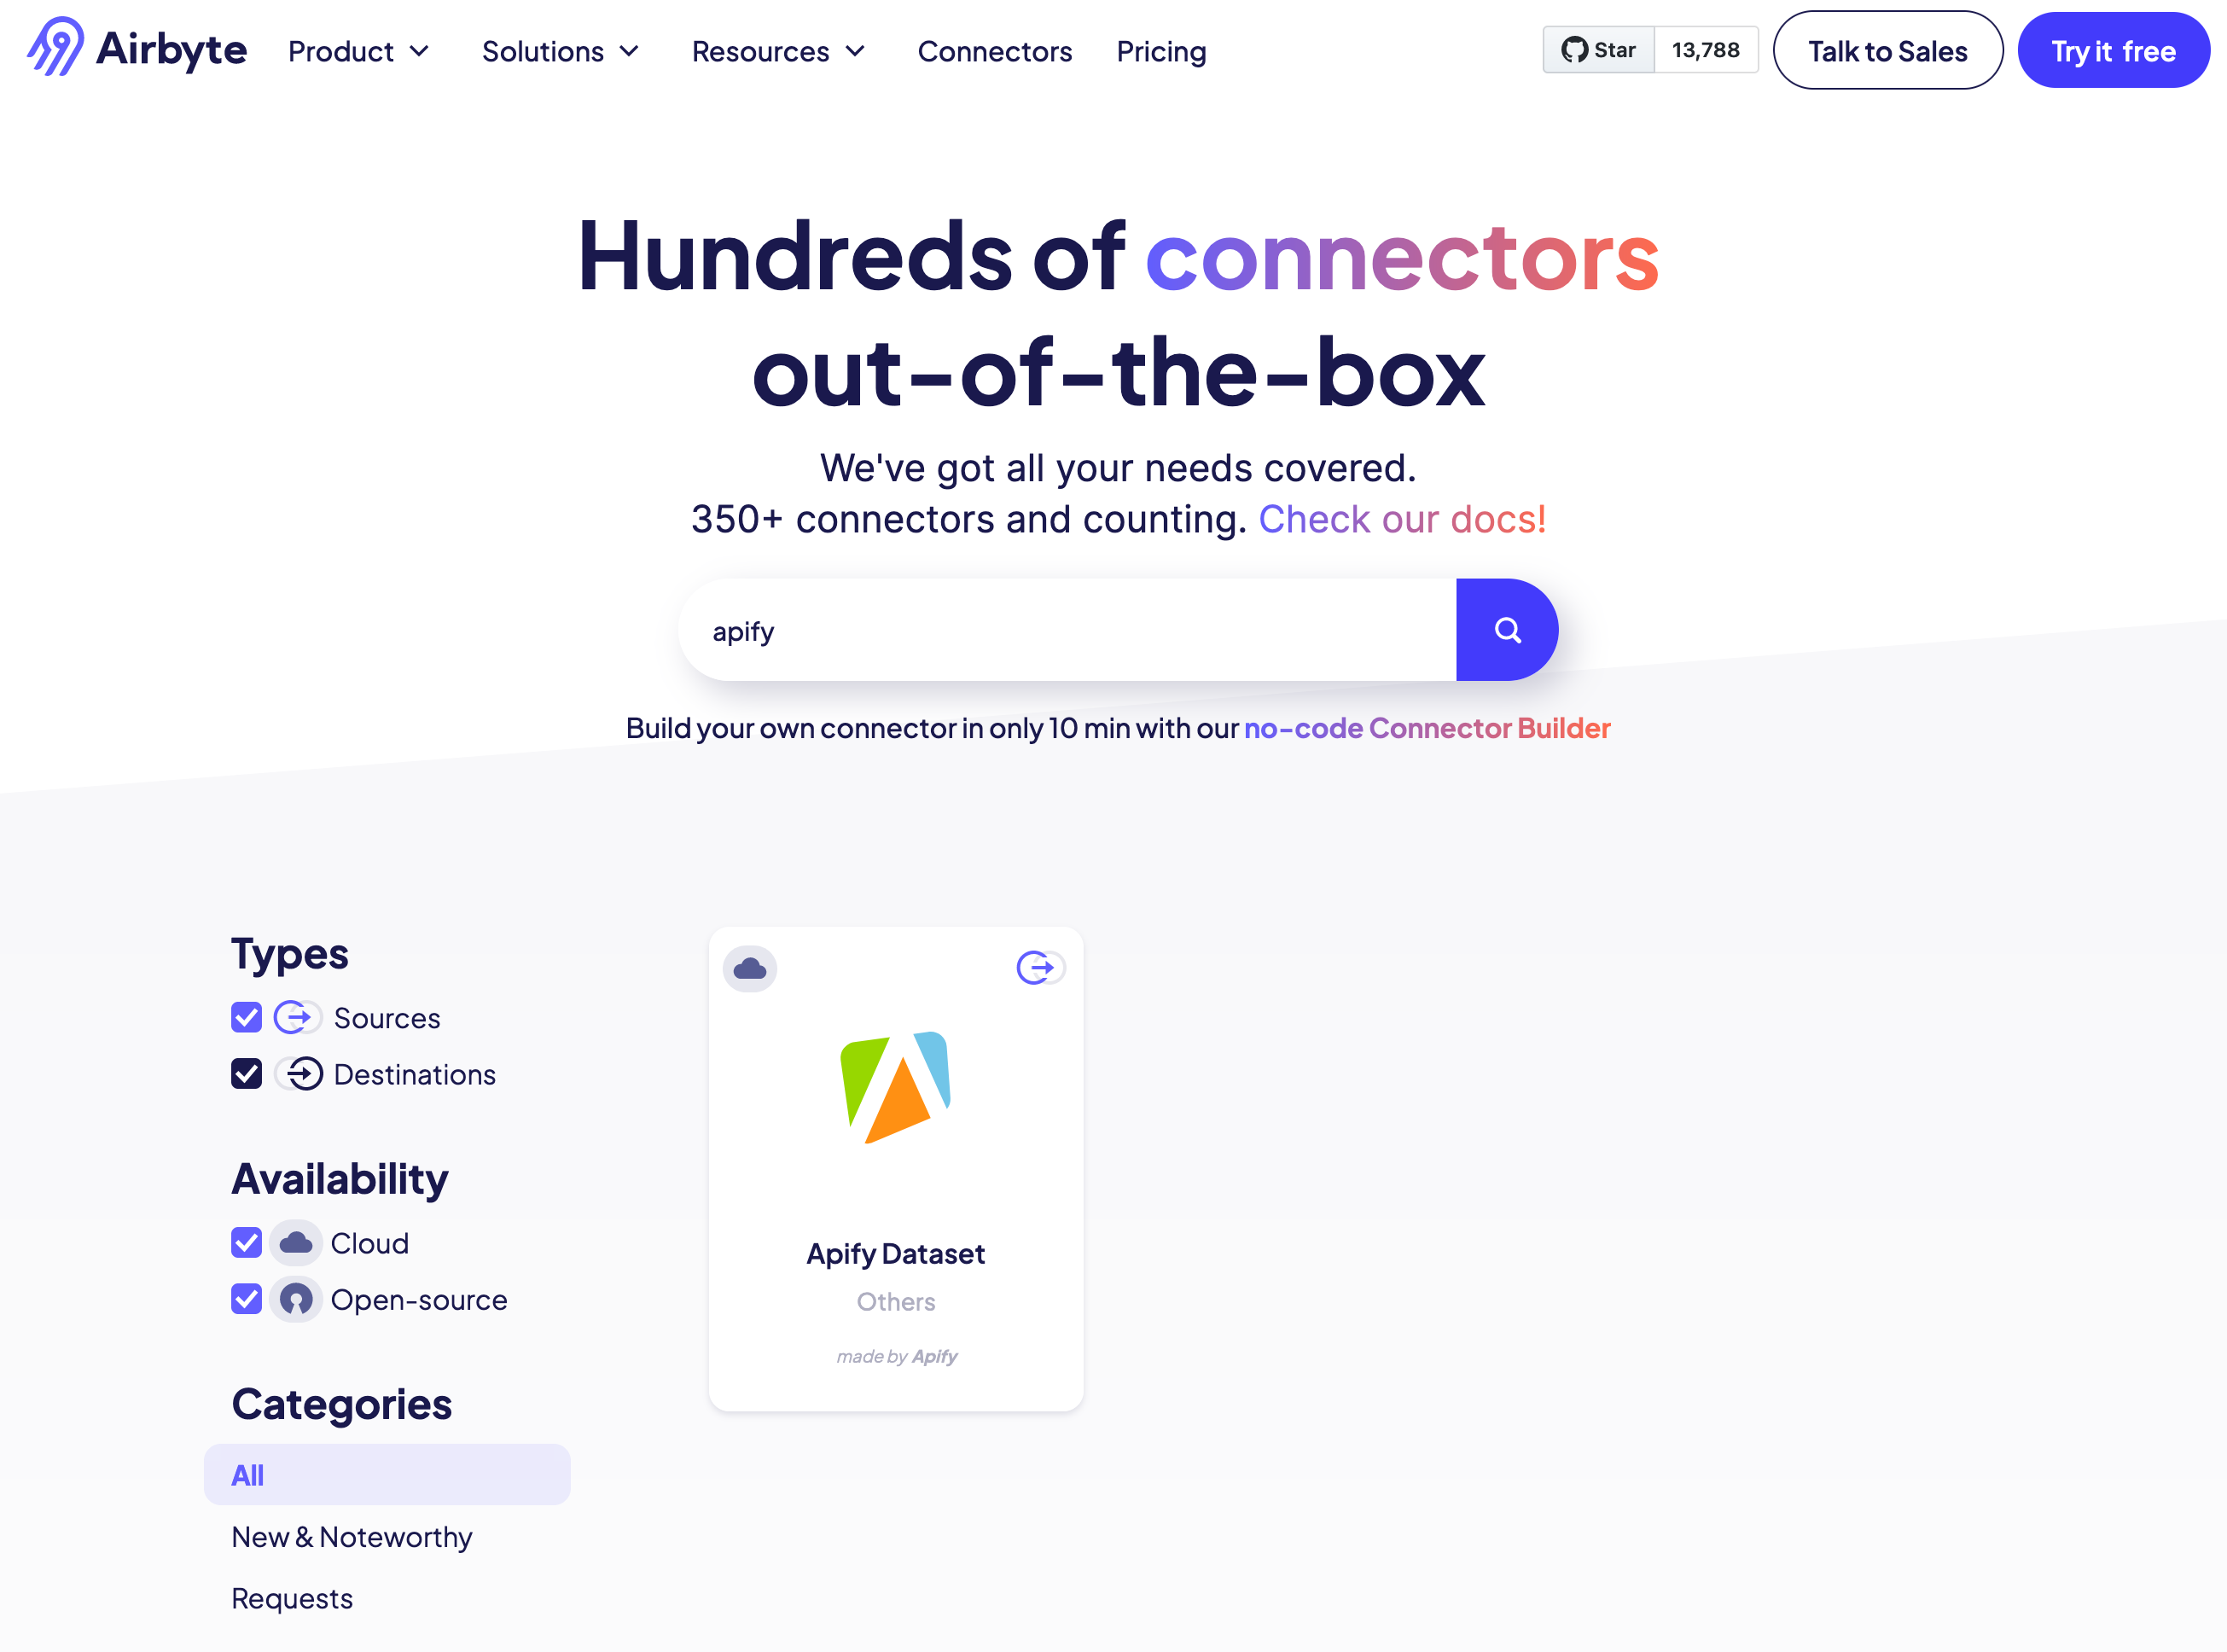 Airbyte
Product
Solutions
Resources
Connectors
Pricing
Star
13,788
Talk to Sales
Try it free
Hundreds of connectors
out-of-the-box
We've got all your needs covered.
350+ connectors and counting. Check our docs!
apify
Build your own connector in only 10 min with our no-code Connector Builder
Types
Sources
Destinations
Availability
Cloud
Open-source
Categories
All
New & Noteworthy
Requests
Apify Dataset
Others
made by Apify